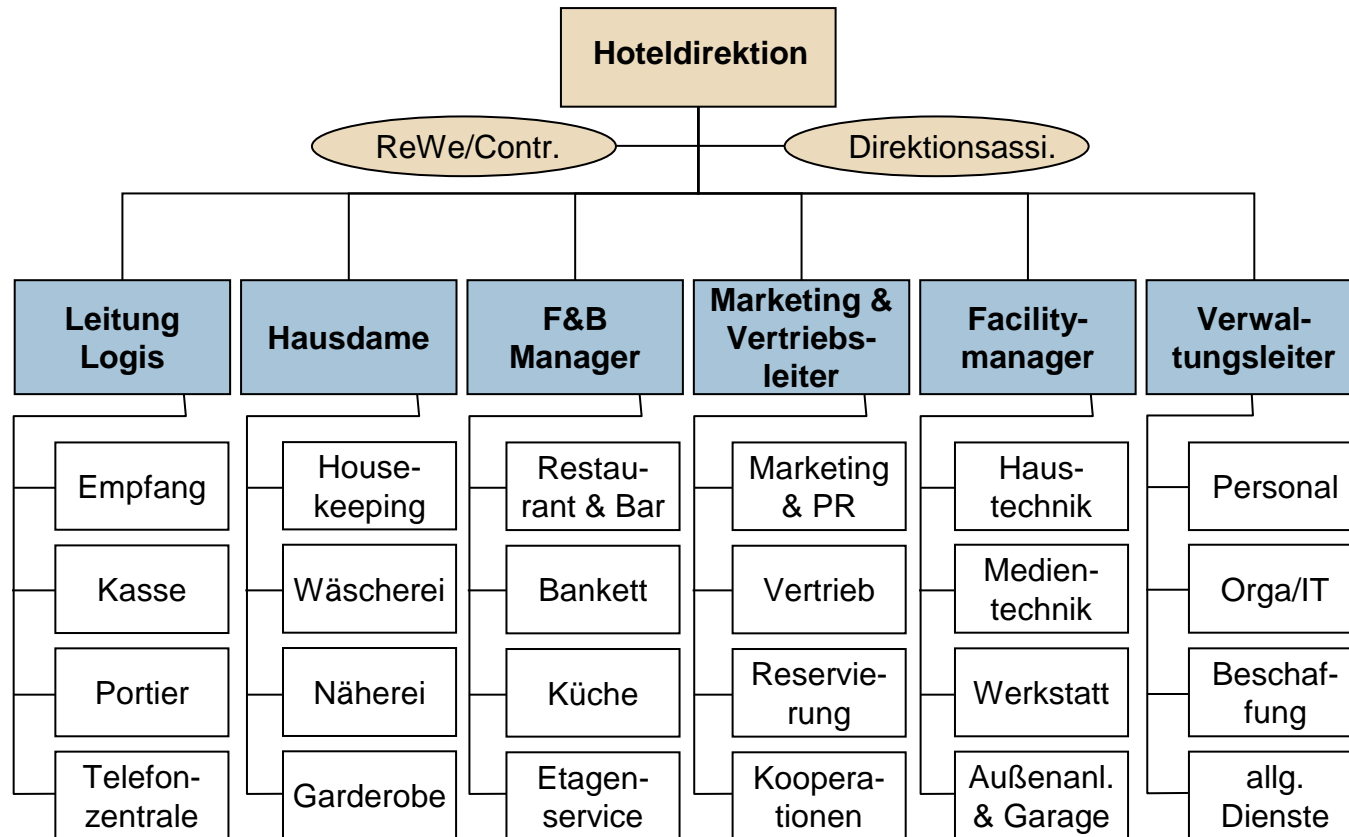 Hoteldirektion
ReWe/Contr.
Direktionsassi.
Leitung
Logis
Hausdame
F&B
Manager
Marketing &
Vertriebs-
leiter
Facility-
manager
Verwal-
tungsleiter
Empfang
Kasse
Portier
Telefon-
zentrale
House-
keeping
Wäscherei
Näherei
Garderobe
Restau-
rant & Bar
Bankett
Küche
Etagen-
service
Marketing
& PR
Vertrieb
Reservie-
rung
Koopera-
tionen
Haus-
technik
Medien-
technik
Werkstatt
Außenanl.
& Garage
Personal
Orga/IT
Beschaf-
fung
allg.
Dienste